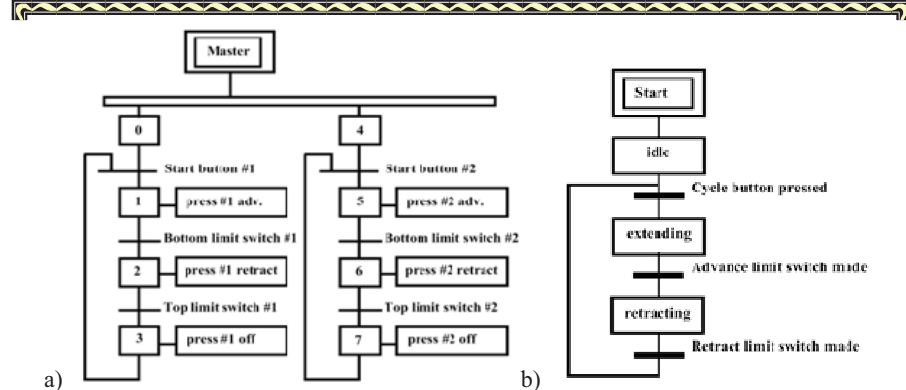 Master
0
4
Start button #1
Start button #2
1
press #1 adv.
5
press #2 adv.
Bottom limit switch #1
Bottom limit switch #2
2
press #1 retract
6
press #2 retract
Top limit switch #1
Top limit switch #2
3
press #1 off
7
press #2 off
a)
Start
idle
Cycle button pressed
extending
Advance limit switch made
retracting
Retract limit switch made
b)